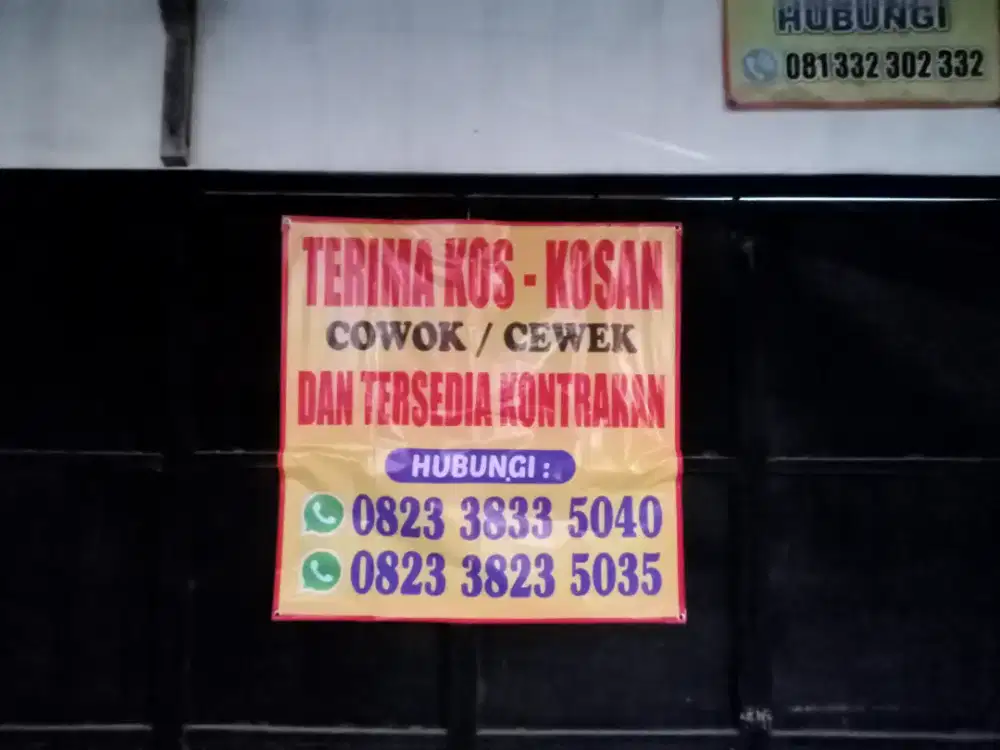 HUBUNGI
081 332 302 332
TERIMA KOS - KOSAN
COWOK / CEWEK
DAN TERSEDIA KONTRAKAN
HUBUNGI :
0823 3833 5040
0823 3823 5035